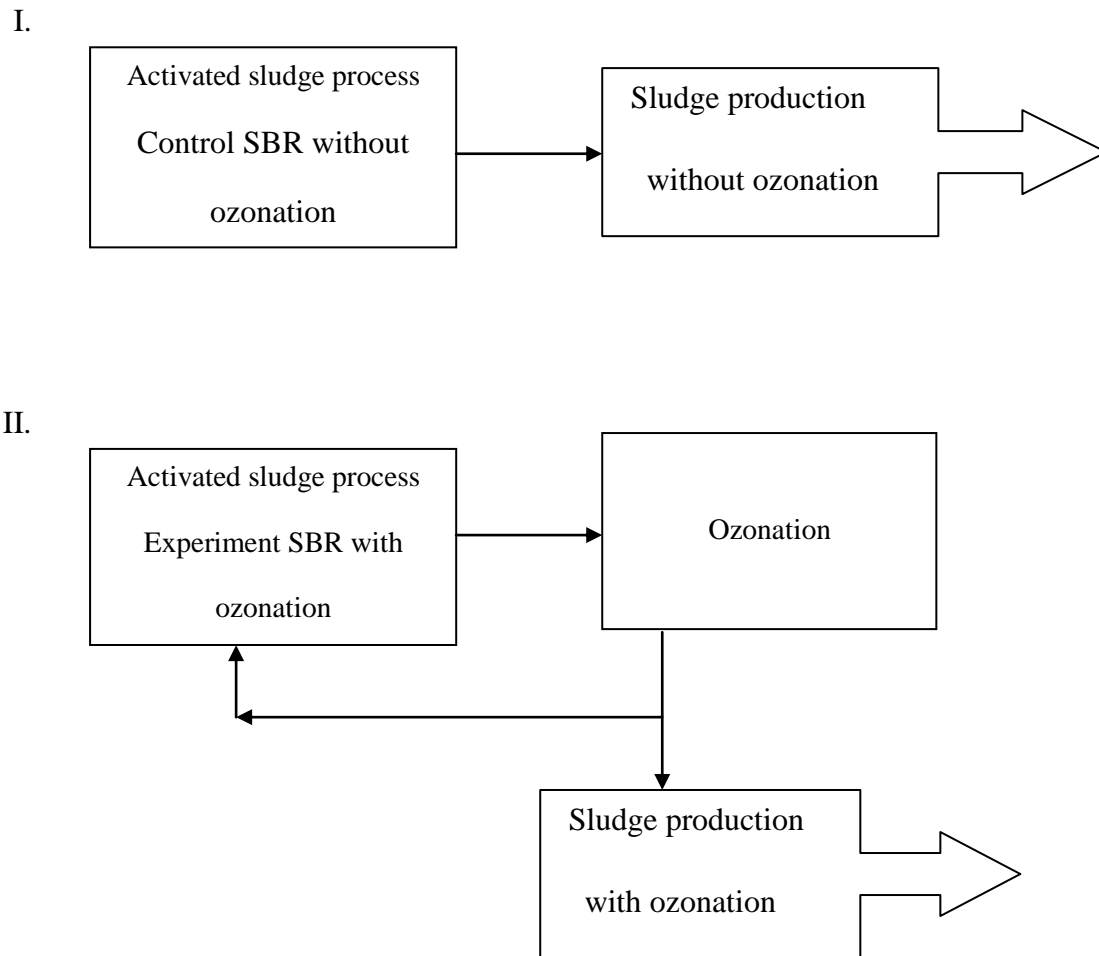 I.
Activated sludge process
Control SBR without
ozonation
Sludge production
without ozonation
II.
Activated sludge process
Experiment SBR with
ozonation
Ozonation
Sludge production
with ozonation